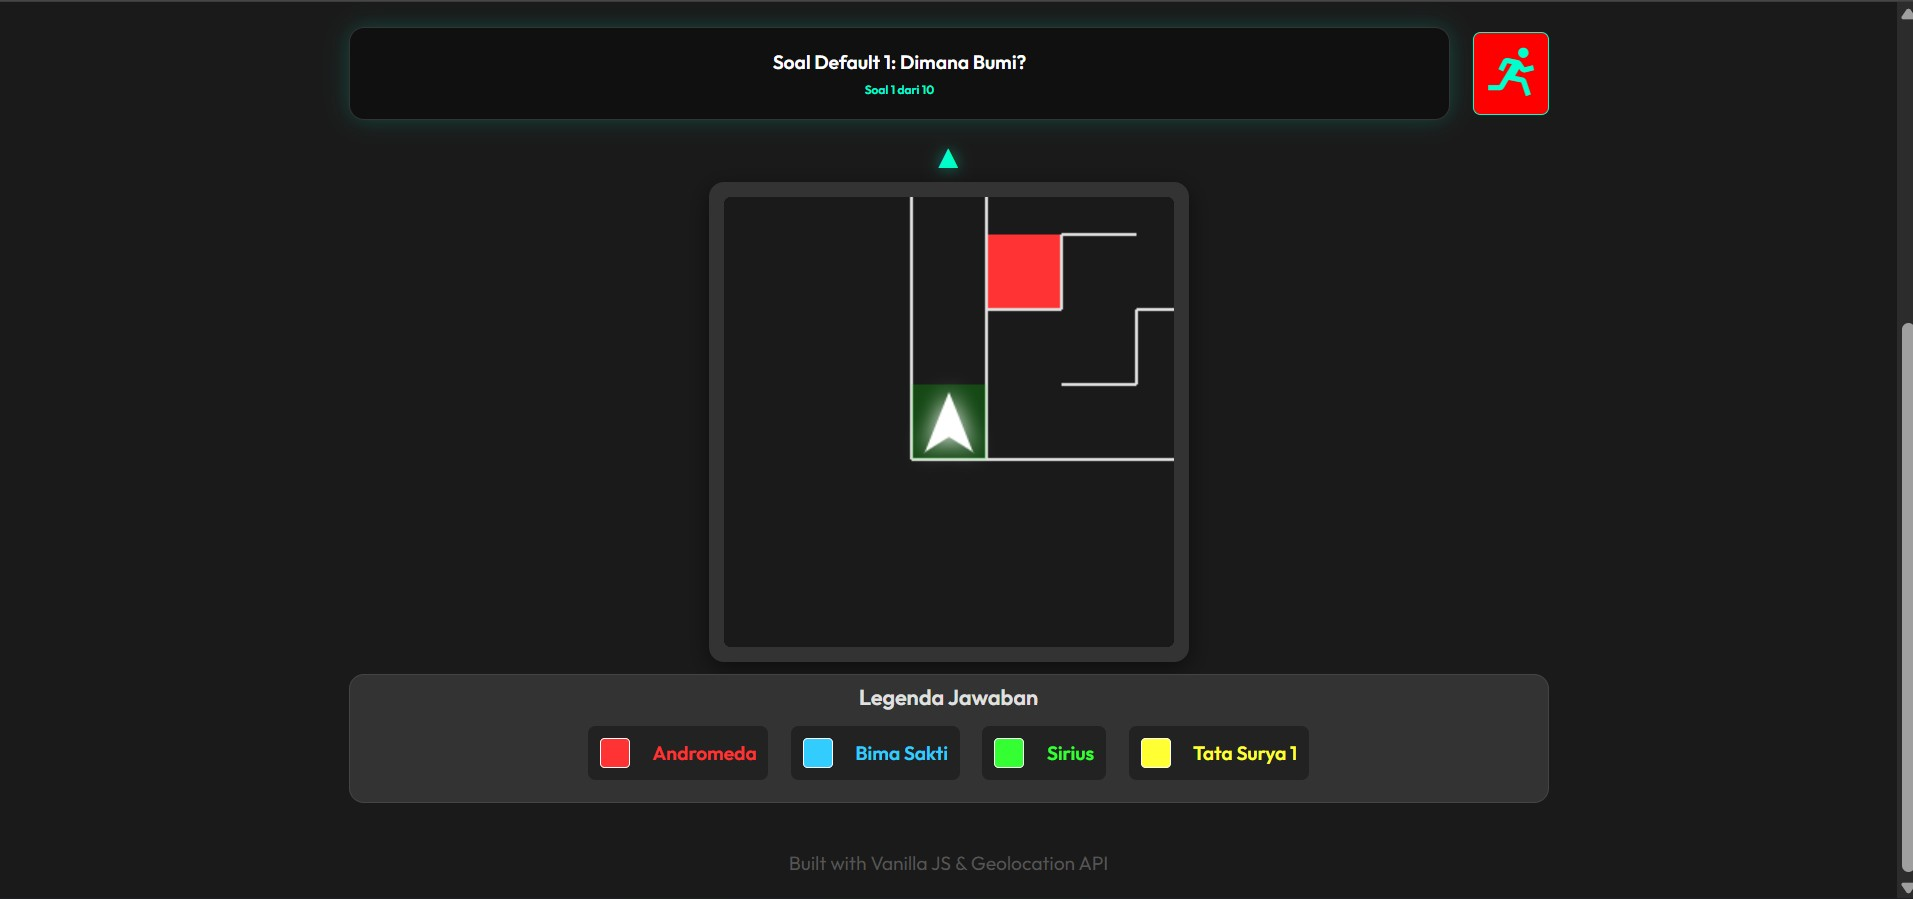 Soal Default 1: Dimana Bumi?
Soal 1 dari 10
Legenda Jawaban
Andromeda
Bima Sakti
Sirius
Tata Surya 1
Built with Vanilla JS & Geolocation API